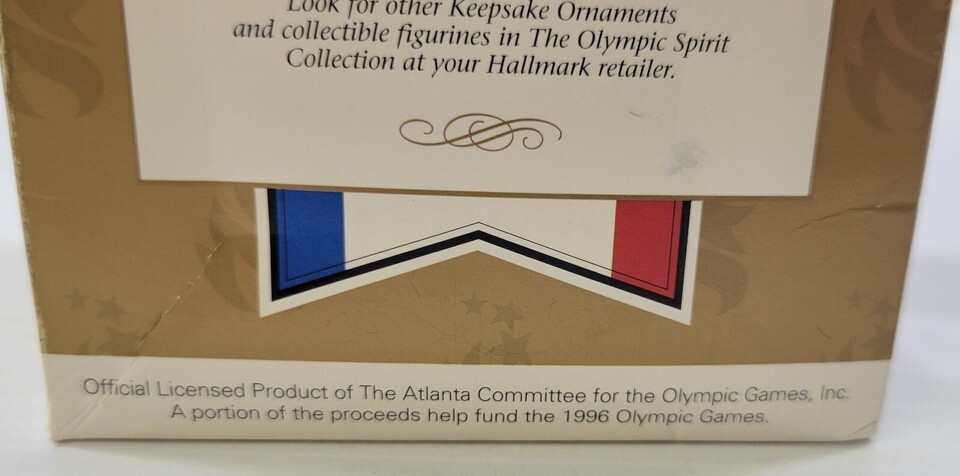 Look for other Keepsake Ornaments
and collectible figurines in The Olympic Spirit
Collection at your Hallmark retailer.
Official Licensed Product of The Atlanta Committee for the Olympic Games, Inc.
A portion of the proceeds help fund the 1996 Olympic Games.